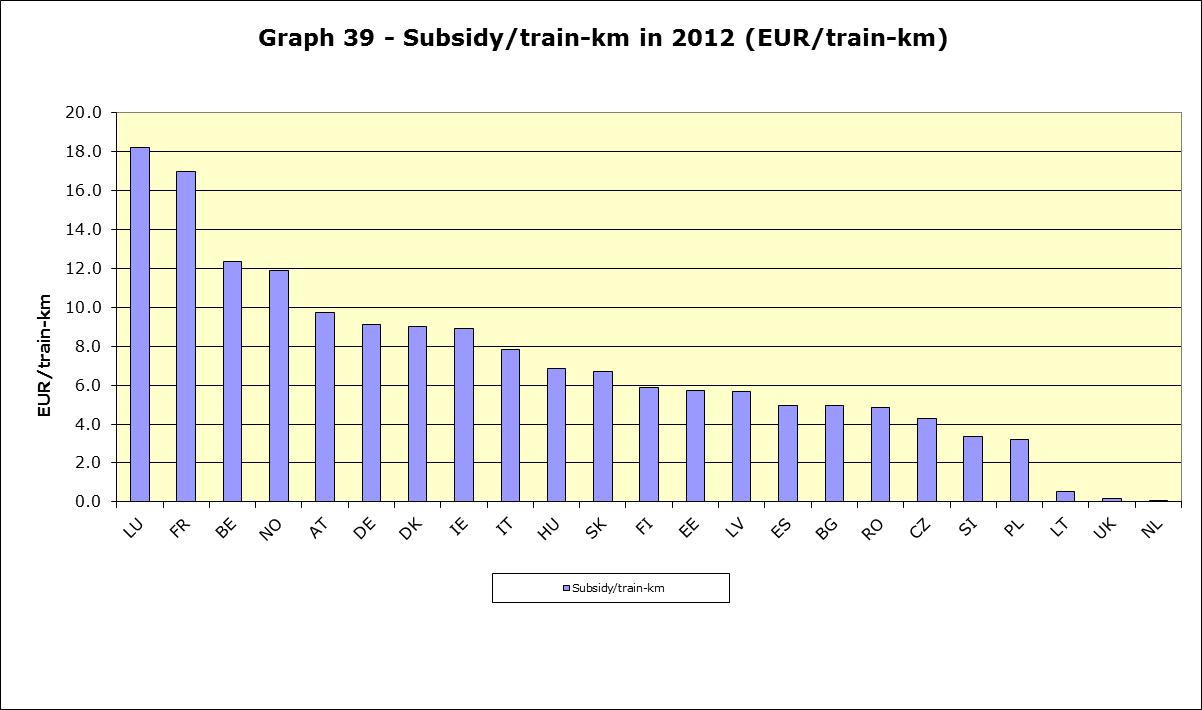 Graph 39 - Subsidy/train-km in 2012 (EUR/train-km)
EUR/train-km
20.0
18.0
16.0
14.0
12.0
10.0
8.0
6.0
4.0
2.0
0.0
LU FR BE NO AT DE DK IE IT HU SK FI EE LV ES BG RO CZ SI PL LT UK NL
Subsidy/train-km